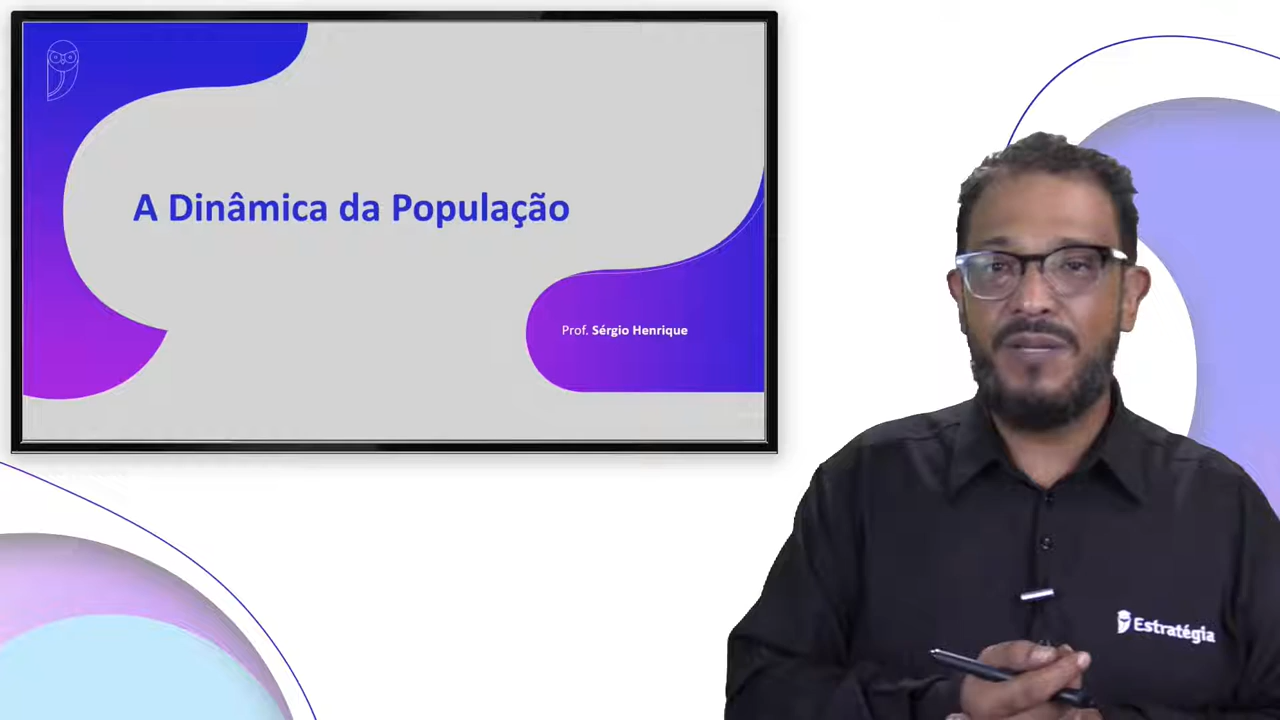 A Dinâmica da População
Prof. Sérgio Henrique
Estratégia